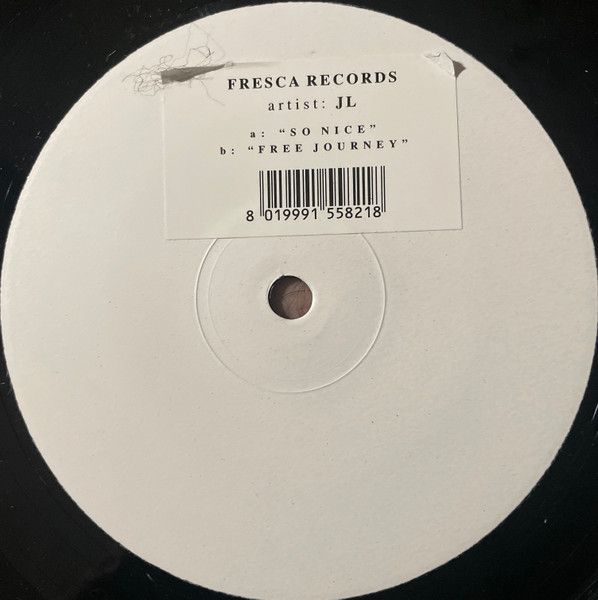 FRESCA RECORDS
artist: JL
a: "SO NICE"
b: "FREE JOURNEY"
8 019991 558218